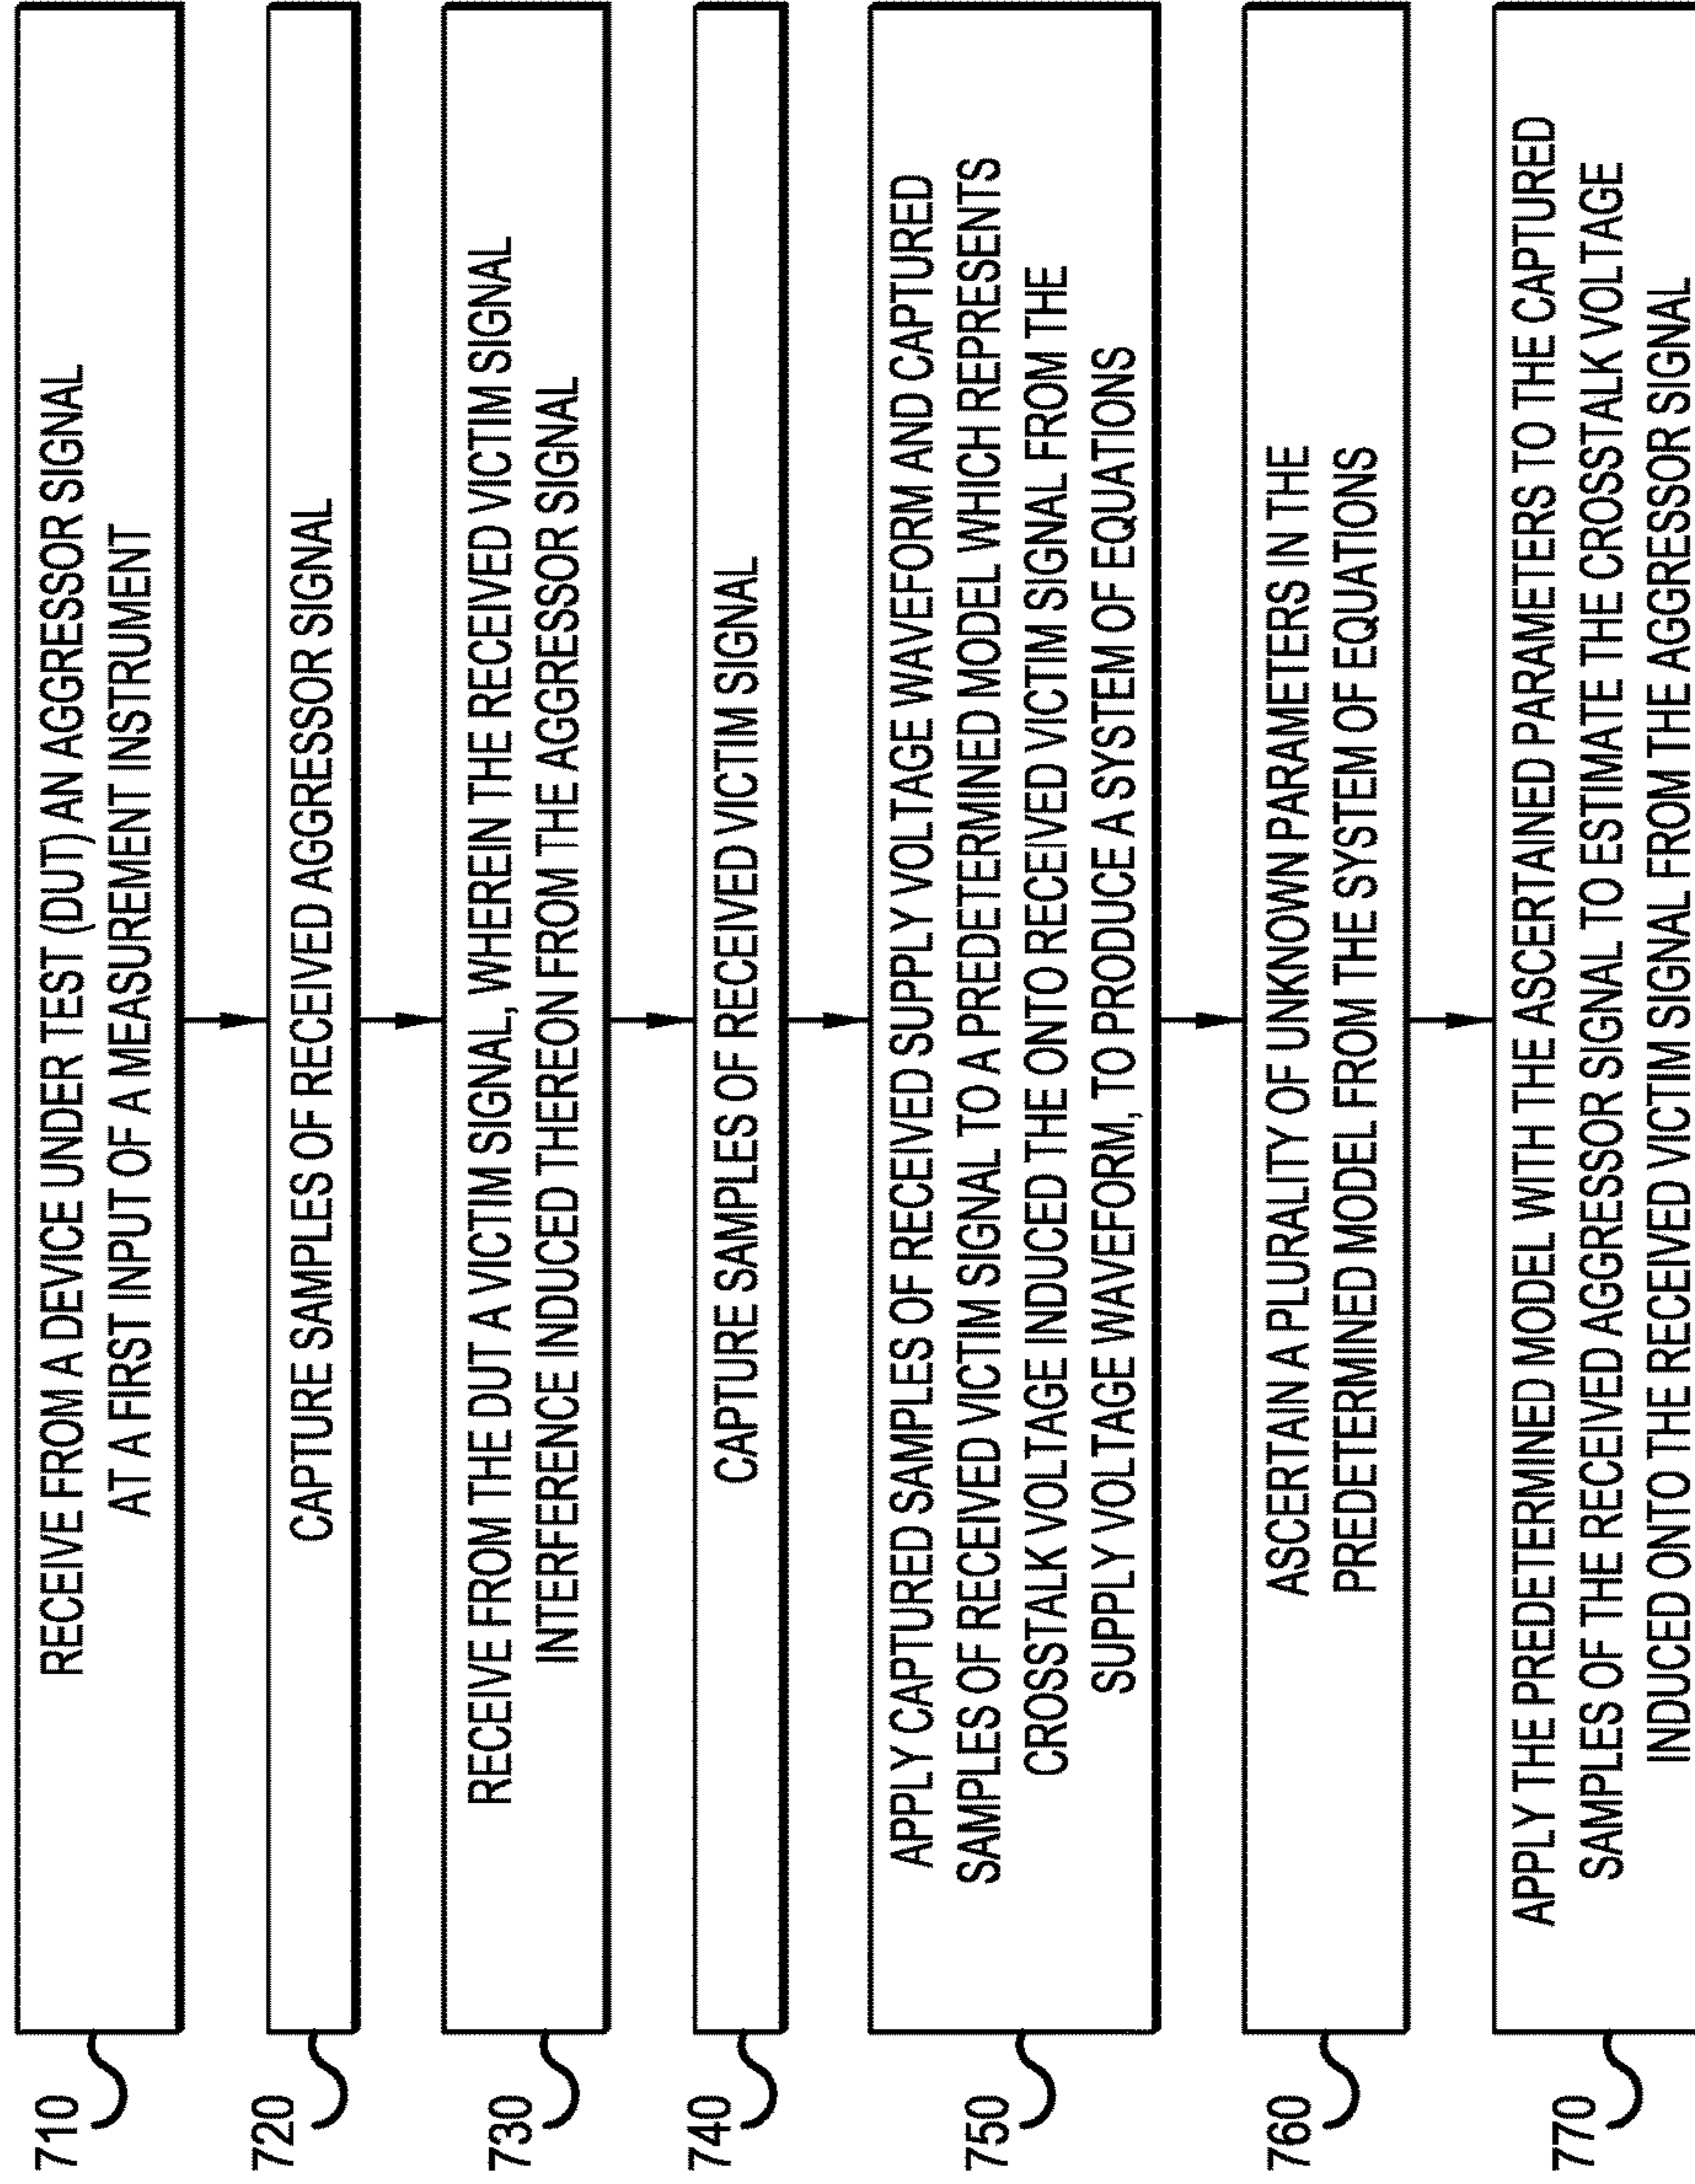 710
RECEIVE FROM A DEVICE UNDER TEST (DUT) AN AGGRESSOR SIGNAL
AT A FIRST INPUT OF A MEASUREMENT INSTRUMENT
720
CAPTURE SAMPLES OF RECEIVED AGGRESSOR SIGNAL
730
RECEIVE FROM THE DUT A VICTIM SIGNAL, WHEREIN THE RECEIVED VICTIM SIGNAL
INTERFERENCE INDUCED THEREON FROM THE AGGRESSOR SIGNAL
740
CAPTURE SAMPLES OF RECEIVED VICTIM SIGNAL
750
APPLY CAPTURED SAMPLES OF RECEIVED SUPPLY VOLTAGE WAVEFORM AND CAPTURED
SAMPLES OF RECEIVED VICTIM SIGNAL TO A PREDETERMINED MODEL WHICH REPRESENTS
CROSSTALK VOLTAGE INDUCED THE ONTO RECEIVED VICTIM SIGNAL FROM THE
SUPPLY VOLTAGE WAVEFORM, TO PRODUCE A SYSTEM OF EQUATIONS
760
ASCERTAIN A PLURALITY OF UNKNOWN PARAMETERS IN THE
PREDETERMINED MODEL FROM THE SYSTEM OF EQUATIONS
770
APPLY THE PREDETERMINED MODEL WITH THE ASCERTAINED PARAMETERS TO THE CAPTURED
SAMPLES OF THE RECEIVED AGGRESSOR SIGNAL TO ESTIMATE THE CROSSTALK VOLTAGE
INDUCED ONTO THE RECEIVED VICTIM SIGNAL FROM THE AGGRESSOR SIGNAL